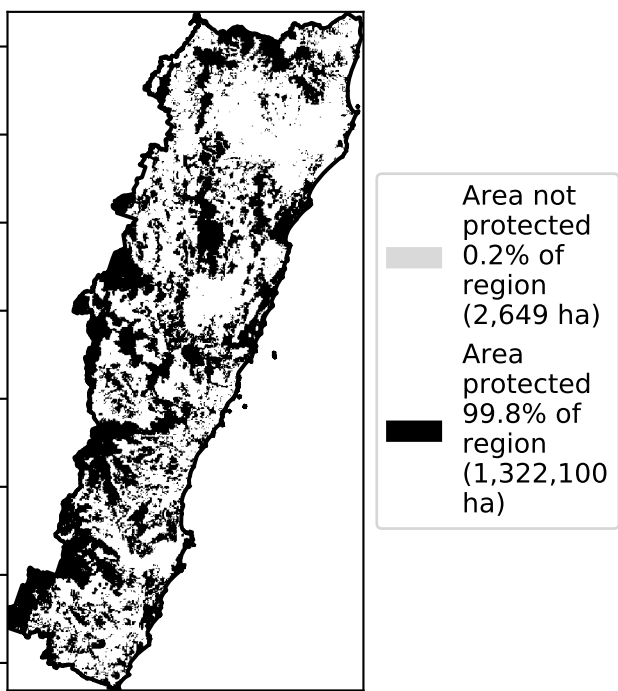 Area not
protected
0.2% of
region
(2,649 ha)
Area
protected
99.8% of
region
(1,322,100
ha)